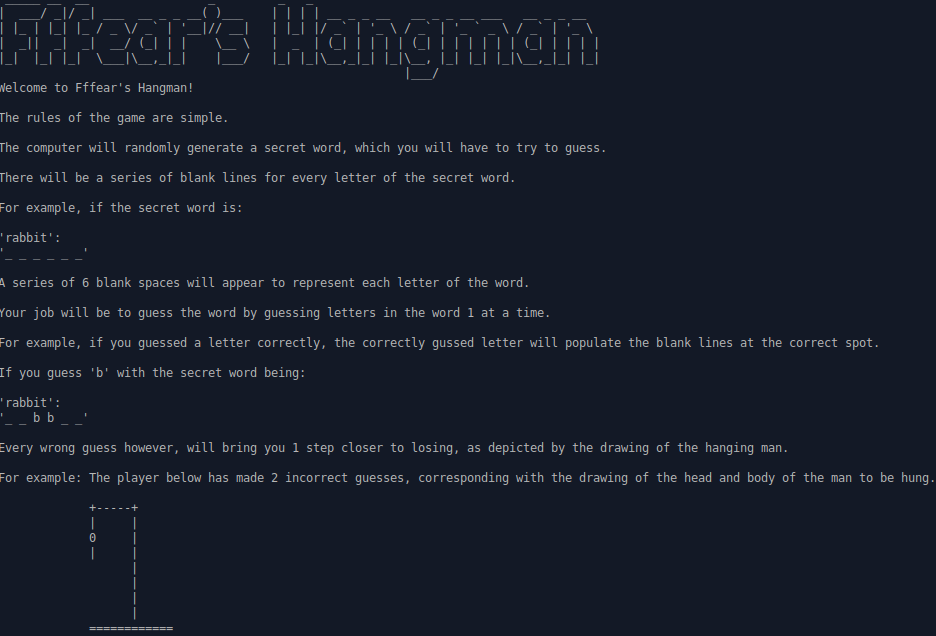 Fffear's Hangman
Welcome to Fffear's Hangman!
The rules of the game are simple.
The computer will randomly generate a secret word, which you will have to try to guess.
There will be a series of blank lines for every letter of the secret word.
For example, if the secret word is:
'rabbit':
'_ _ _ _ _ _'
A series of 6 blank spaces will appear to represent each letter of the word.
Your job will be to guess the word by guessing letters in the word 1 at a time.
For example, if you guessed a letter correctly, the correctly gussed letter will populate the blank lines at the correct spot.
If you guess 'b' with the secret word being:
'rabbit':
'_ _ b b _ _'
Every wrong guess however, will bring you 1 step closer to losing, as depicted by the drawing of the hanging man.
For example: The player below has made 2 incorrect guesses, corresponding with the drawing of the head and body of the man to be hung.